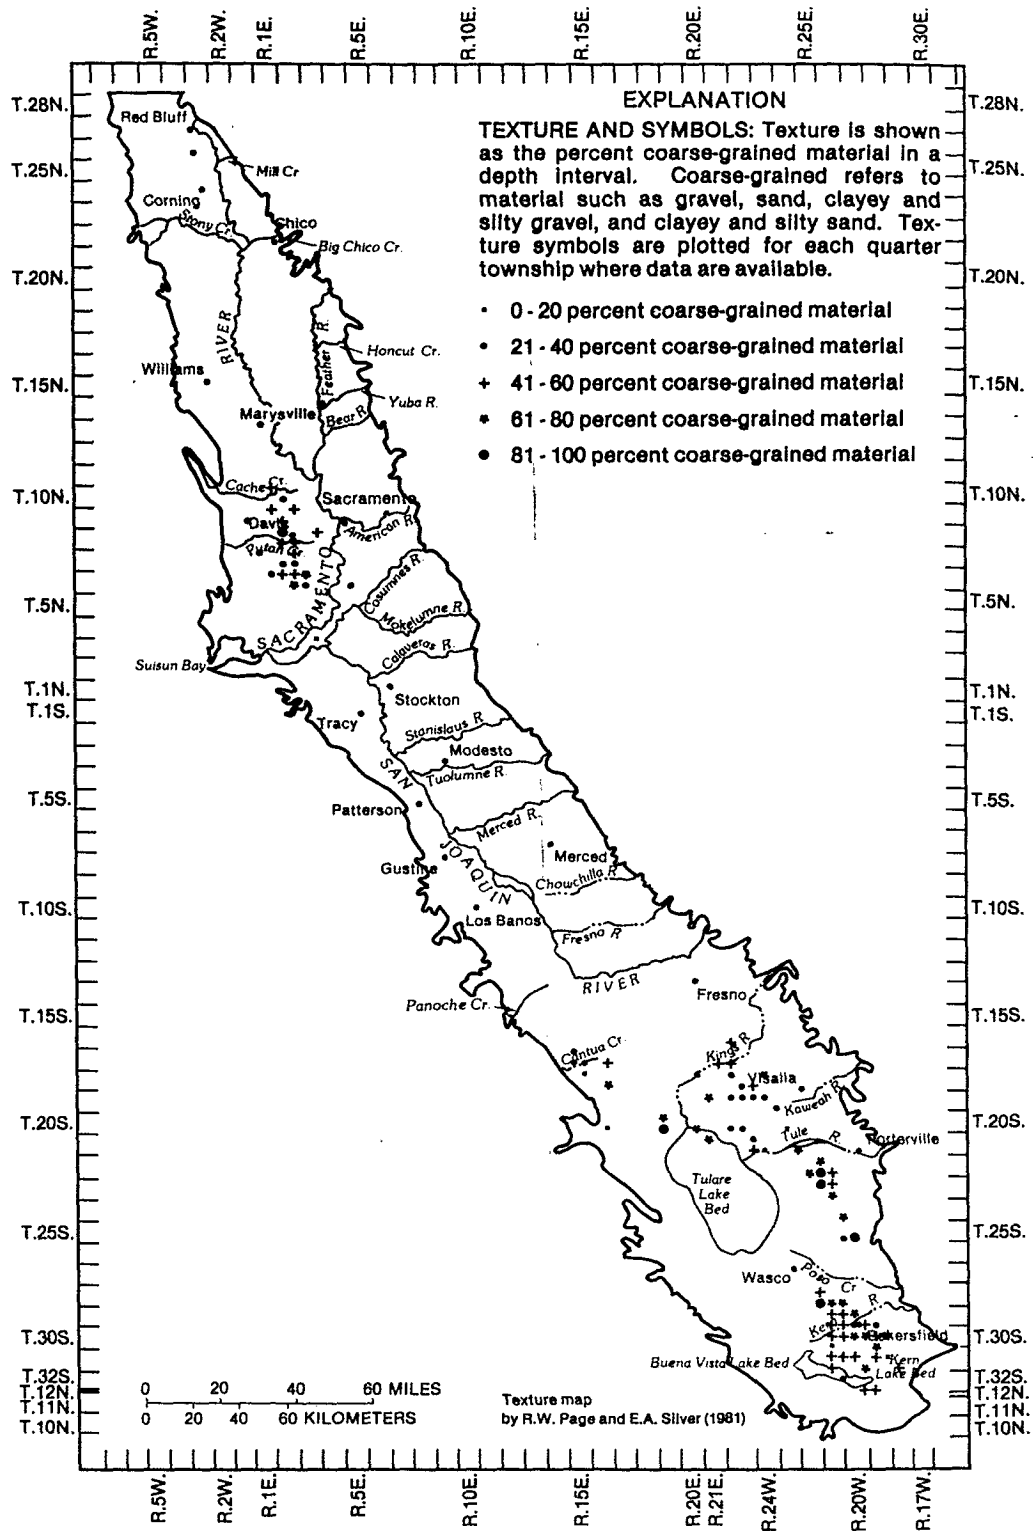 R.5W.
R.2W.
R.1E.
R.5E.
R.10E.
R.15E.
R.20E.
R.25E.
R.30E.
T.28N.
T.25N.
T.20N.
T.15N.
T.10N.
T.5N.
T.1N.
T.1S.
T.5S.
T.10S.
T.15S.
T.20S.
T.25S.
T.30S.
T.32S.
T.12N.
T.11N.
T.10N.
EXPLANATION
TEXTURE AND SYMBOLS: Texture is shown
as the percent coarse-grained material in a
depth interval. Coarse-grained refers to
material such as gravel, sand, clayey and
silty gravel, and clayey and silty sand. Tex-
ture symbols are plotted for each quarter
township where data are available.
0 - 20 percent coarse-grained material
21 - 40 percent coarse-grained material
41 - 60 percent coarse-grained material
61 - 80 percent coarse-grained material
81 - 100 percent coarse-grained material
Red Bluff
Mill Cr
Corning
Stony Cr.
Chico
Big Chico Cr.
RIVER
Feather R.
Honcut Cr.
Williams
Yuba R.
Marysville
Bear R.
Cache Cr.
Sacramento
Davis
American R.
Putah Cr.
SACRAMENTO
Cosumnes R.
Mokelumne R.
Calaveras R.
Suisun Bay
Stockton
Tracy
Stanislaus R.
Modesto
SAN
Tuolumne R.
Patterson
Merced R.
JOAQUIN
Merced
Gustine
Chowchilla R
Los Banos
Fresno R
RIVER
Fresno
Panoche Cr.
Cantua Cr.
Kings R
Visalia
Kaweah R.
Tule R.
Porterville
Tulare
Lake
Bed
Wasco
Poso Cr
Kern R
Bakersfield
Buena Vista Lake Bed
Kern
Lake Bed
0 20 40 60 MILES
0 20 40 60 KILOMETERS
Texture map
by R.W. Page and E.A. Silver (1981)
T.28N.
T.25N.
T.20N.
T.15N.
T.10N.
T.5N.
T.1N.
T.1S.
T.5S.
T.10S.
T.15S.
T.20S.
T.25S.
T.30S.
T.32S.
T.12N.
T.11N.
T.10N.
R.5W.
R.2W.
R.1E.
R.5E.
R.10E.
R.15E.
R.20E.
R.21E.
R.24W.
R.20W.
R.17W.